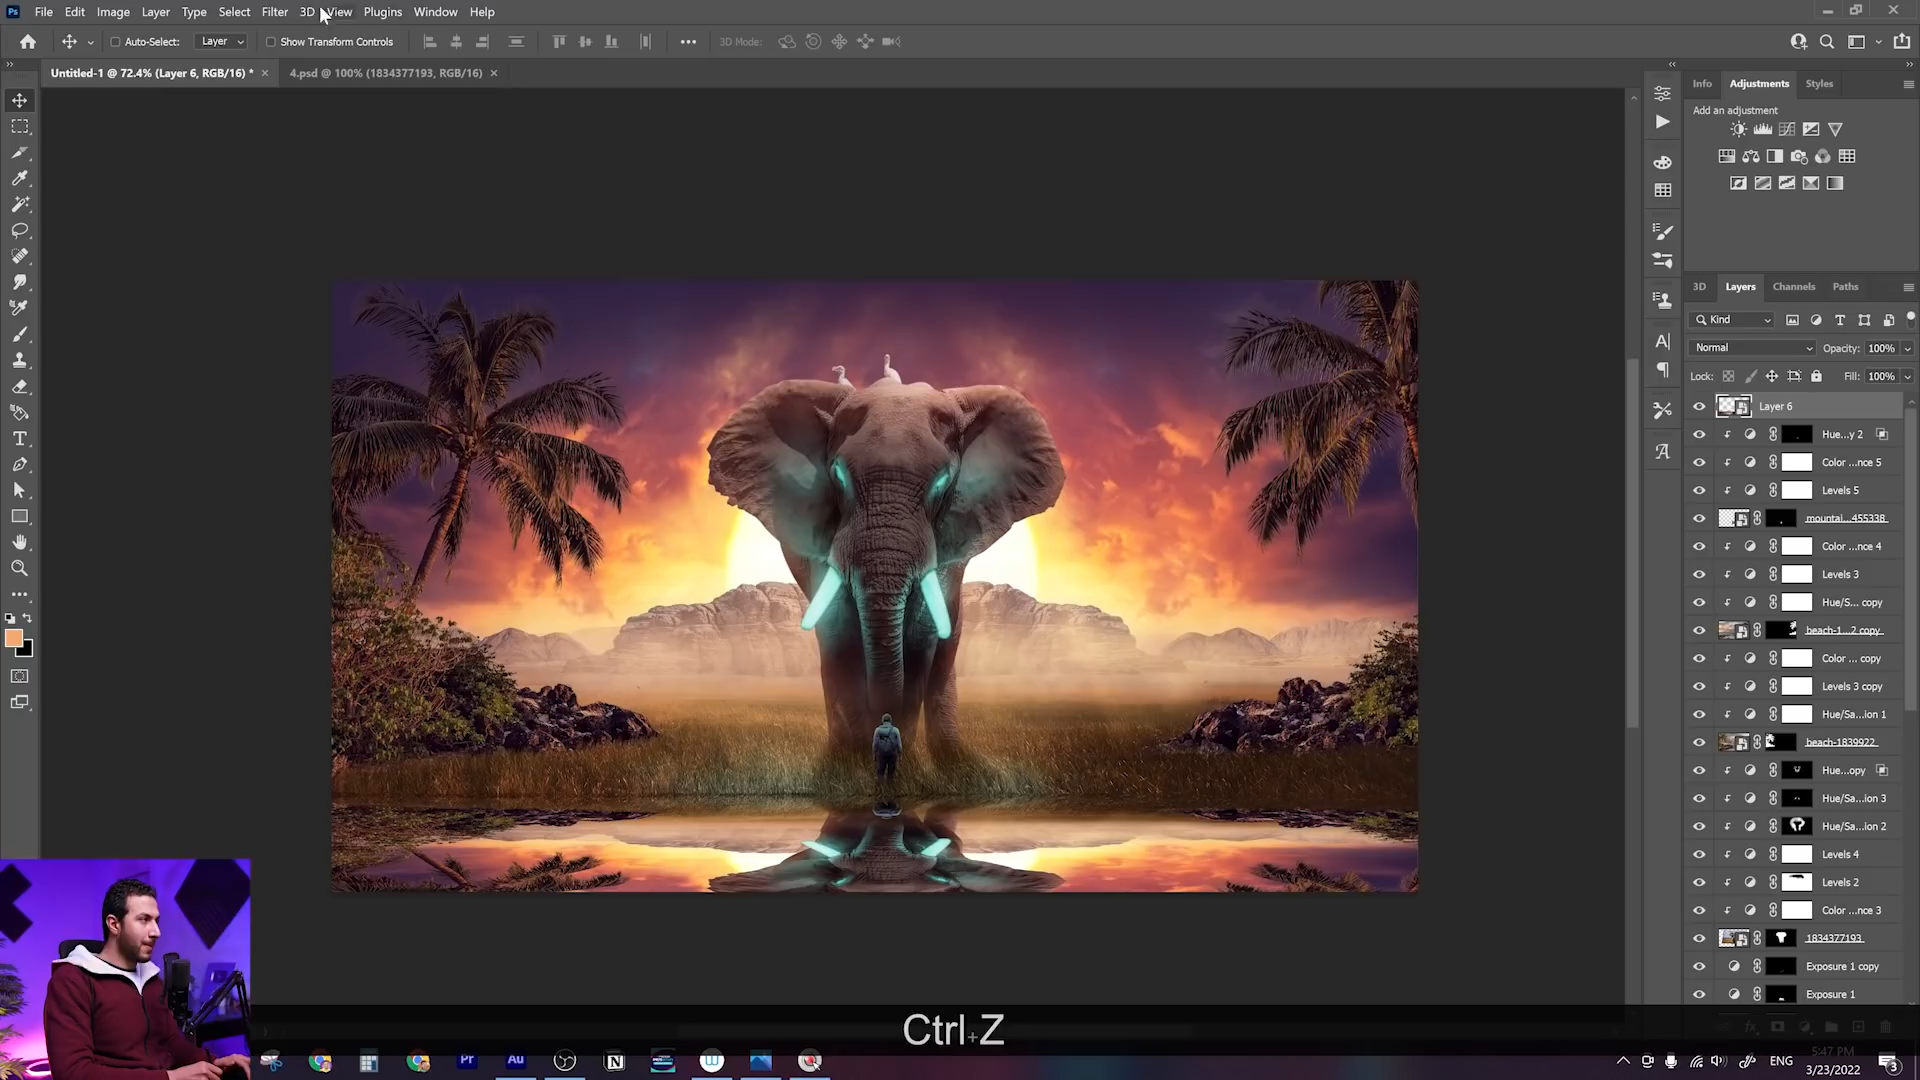 Ps File Edit Image Layer Type Select Filter 3D View Plugins Window Help
Auto-Select: Layer Show Transform Controls 3D Mode:
Untitled-1 @ 72.4% (Layer 6, RGB/16) * 4.psd @ 100% (1834377193, RGB/16)
Info Adjustments Styles
Add an adjustment
3D Layers Channels Paths
Kind
Normal Opacity: 100%
Lock: Fill: 100%
Layer 6
Hue...y 2
Color ...nce 5
Levels 5
mountai...455338
Color ...nce 4
Levels 3
Hue/S... copy
beach-1...2 copy
Color ... copy
Levels 3 copy
Hue/Sa...ion 1
beach-1839922
Hue...opy
Hue/Sa...ion 3
Hue/Sa...ion 2
Levels 4
Levels 2
Color ...nce 3
1834377193
Exposure 1 copy
Exposure 1
Ctrl+Z
Pr Au
ENG
5:47 PM
3/23/2022
3